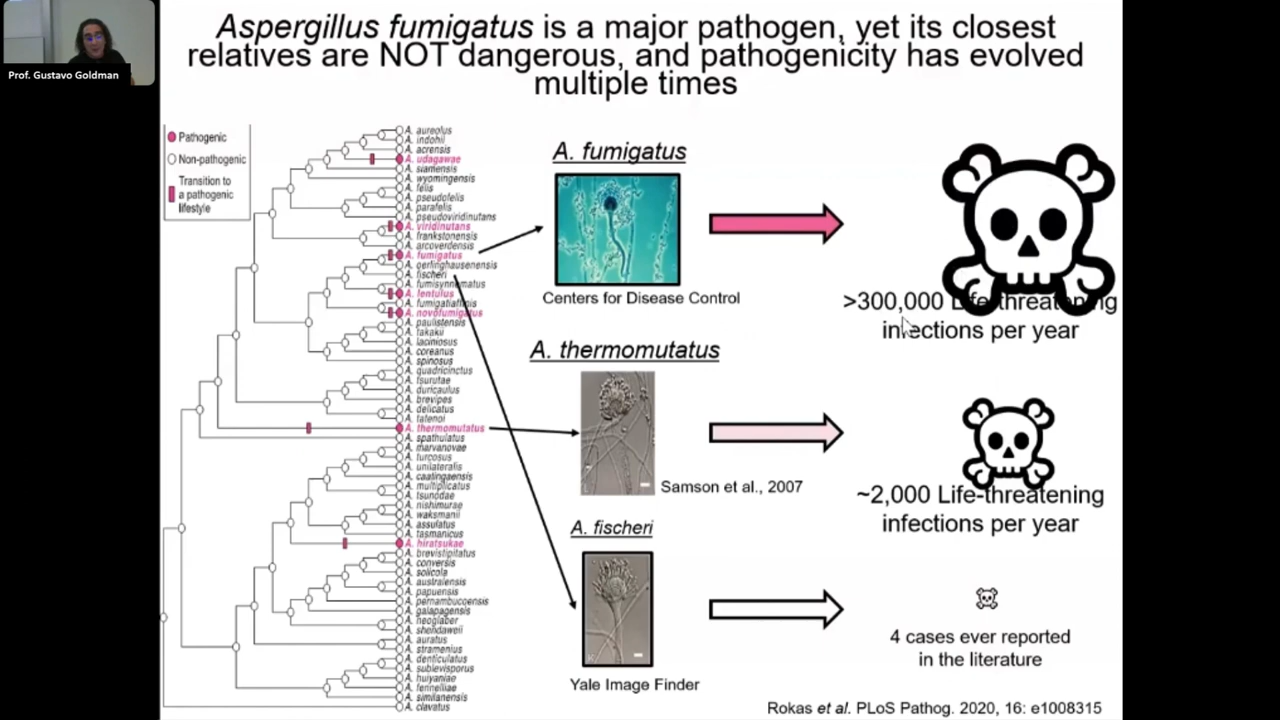 Prof. Gustavo Goldman
Aspergillus fumigatus is a major pathogen, yet its closest
relatives are NOT dangerous, and pathogenicity has evolved
multiple times
Pathogenic
Non-pathogenic
Transition to
a pathogenic
lifestyle
A. aureolus
A. indohii
A. acrensis
A. udagawae
A. siamensis
A. wyomingensis
A. felis
A. pseudofelis
A. parafelis
A. pseudoviridinutans
A. viridinutans
A. frankstonensis
A. arcoverdensis
A. fumigatus
A. oerlinghausenensis
A. fischeri
A. fumisynnematus
A. lentulus
A. fumigatiaffinis
A. novofumigatus
A. paulistensis
A. takakii
A. laciniosus
A. coreanus
A. spinosus
A. quadricinctus
A. tsurutae
A. duricaulus
A. brevipes
A. delicatus
A. tatenoi
A. thermomutatus
A. spathulatus
A. marvanovae
A. turcosus
A. unilateralis
A. caatingaensis
A. multiplicatus
A. tsunodae
A. nishimurae
A. waksmanii
A. assulatus
A. tasmanicus
A. hiratsukae
A. brevistipitatus
A. conversis
A. solicola
A. australensis
A. papuensis
A. pernambucoensis
A. galapagensis
A. neoglaber
A. shendaweii
A. auratus
A. stramenius
A. denticulatus
A. sublevisporus
A. huiyaniae
A. fennelliae
A. similanensis
A. clavatus
A. fumigatus
Centers for Disease Control
>300,000 Life-threatening
infections per year
A. thermomutatus
Samson et al., 2007
~2,000 Life-threatening
infections per year
A. fischeri
Yale Image Finder
4 cases ever reported
in the literature
Rokas et al. PLoS Pathog. 2020, 16: e1008315